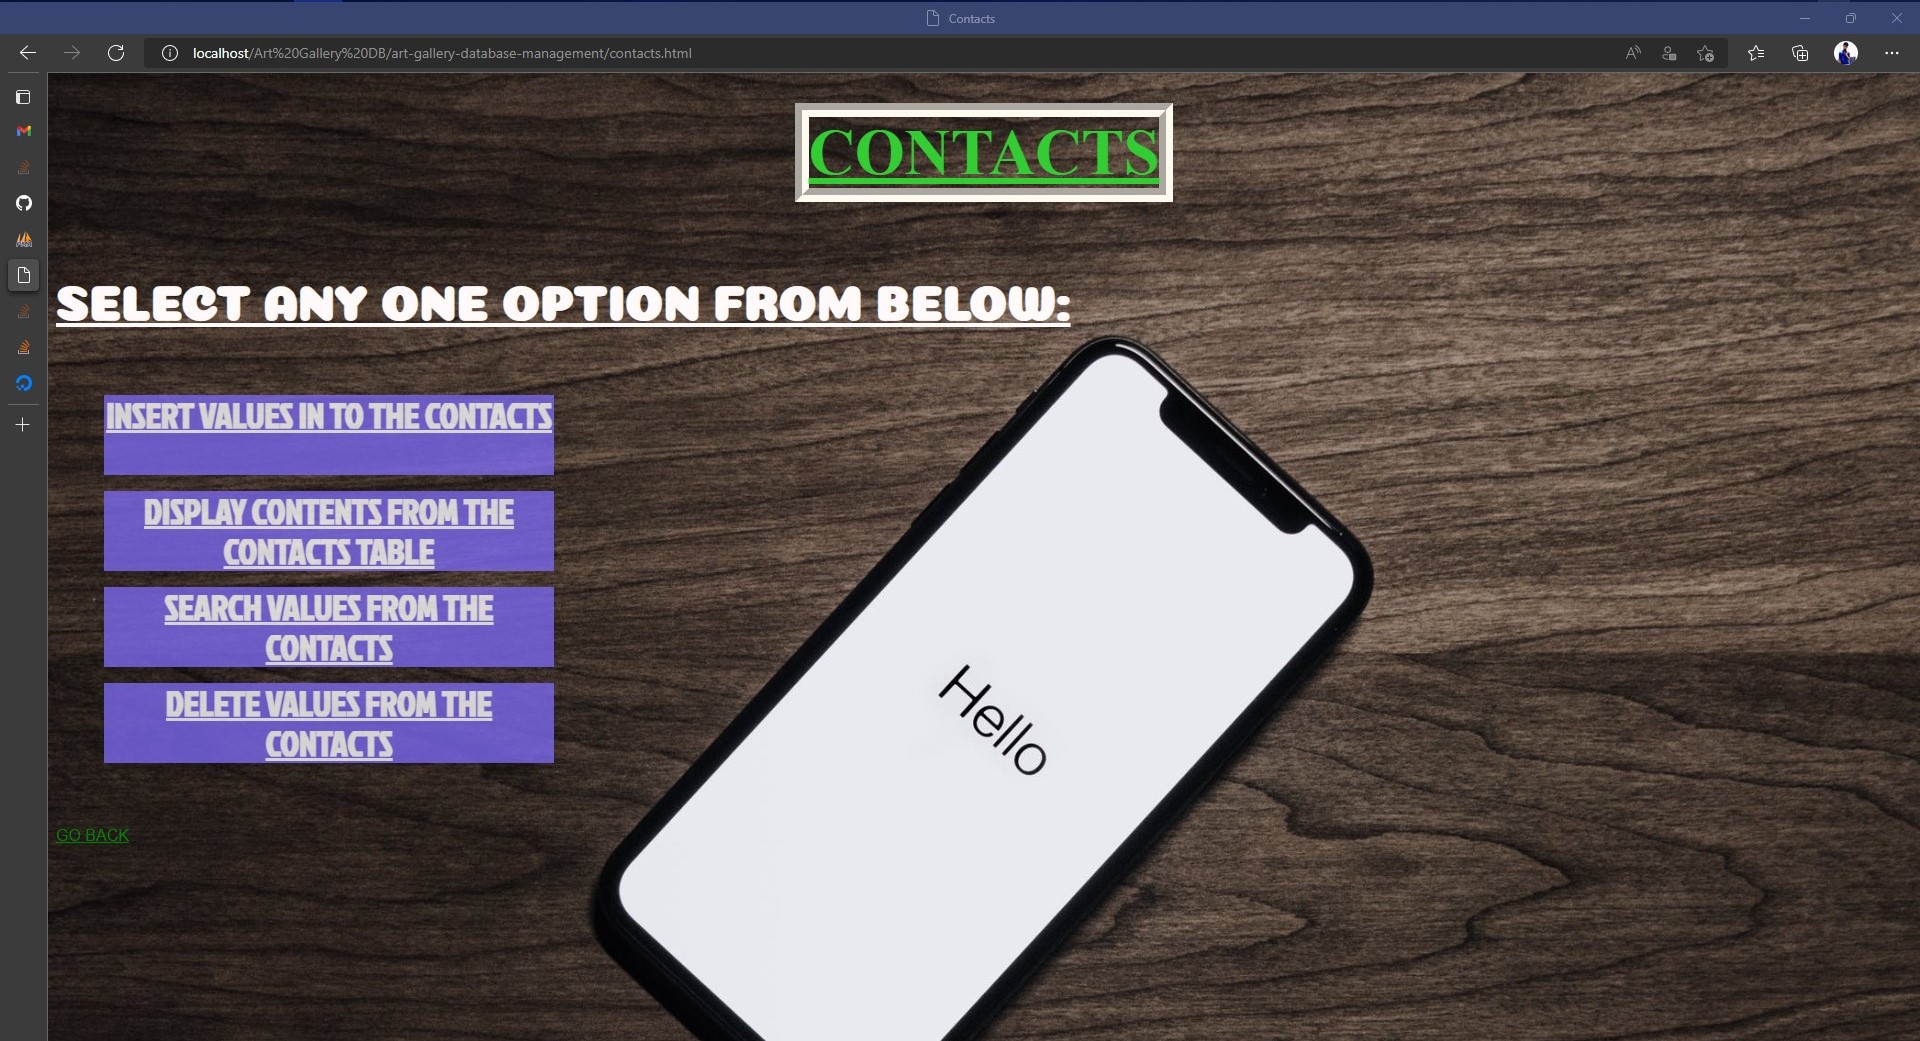 Contacts
localhost/Art%20Gallery%20DB/art-gallery-database-management/contacts.html
CONTACTS
SELECT ANY ONE OPTION FROM BELOW:
INSERT VALUES IN TO THE CONTACTS
DISPLAY CONTENTS FROM THE
CONTACTS TABLE
SEARCH VALUES FROM THE
CONTACTS
DELETE VALUES FROM THE
CONTACTS
Hello
GO BACK